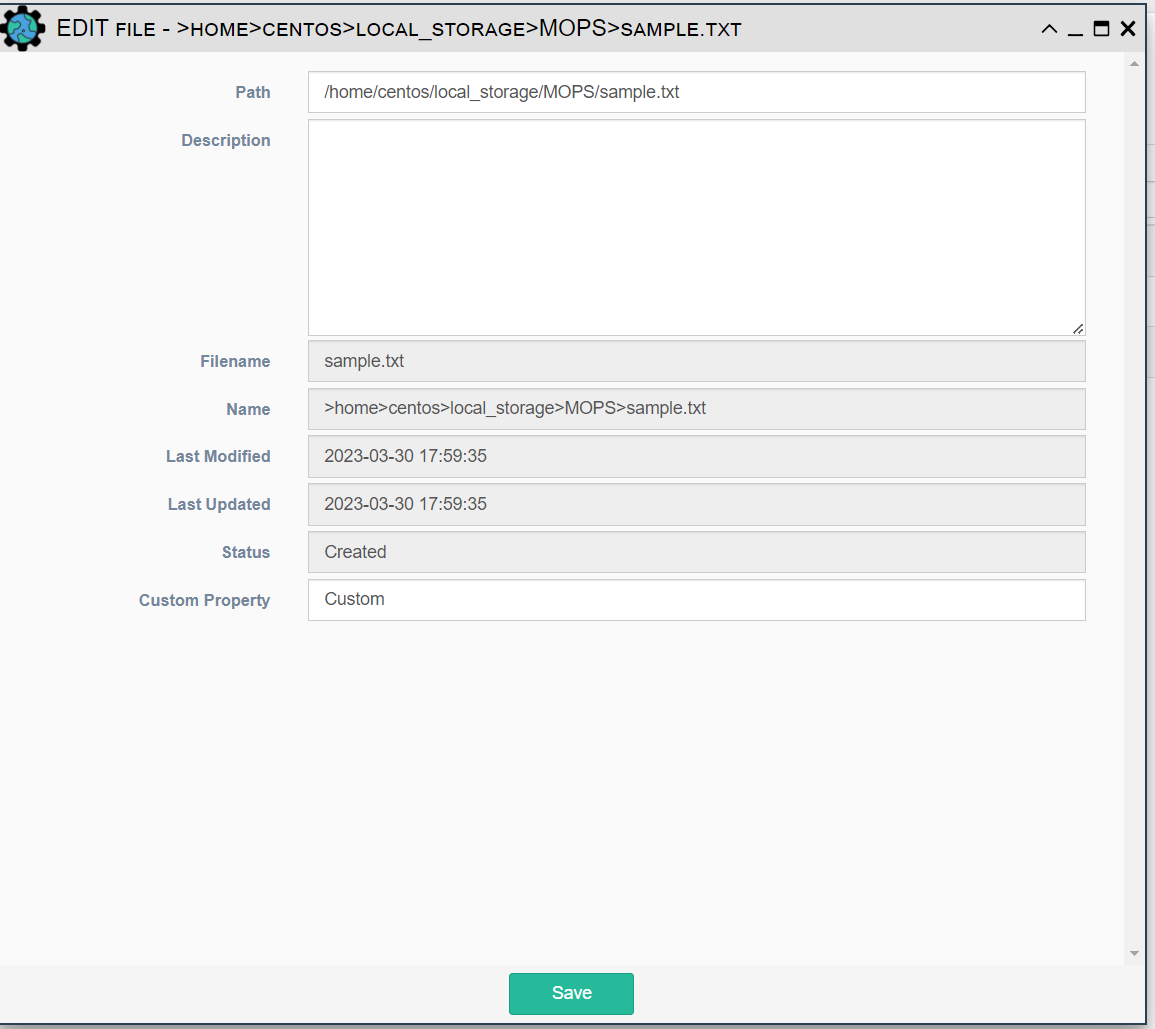 EDIT FILE - >HOME>CENTOS>LOCAL_STORAGE>MOPS>SAMPLE.TXT
Path /home/centos/local_storage/MOPS/sample.txt
Description
Filename sample.txt
Name >home>centos>local_storage>MOPS>sample.txt
Last Modified 2023-03-30 17:59:35
Last Updated 2023-03-30 17:59:35
Status Created
Custom Property Custom
Save